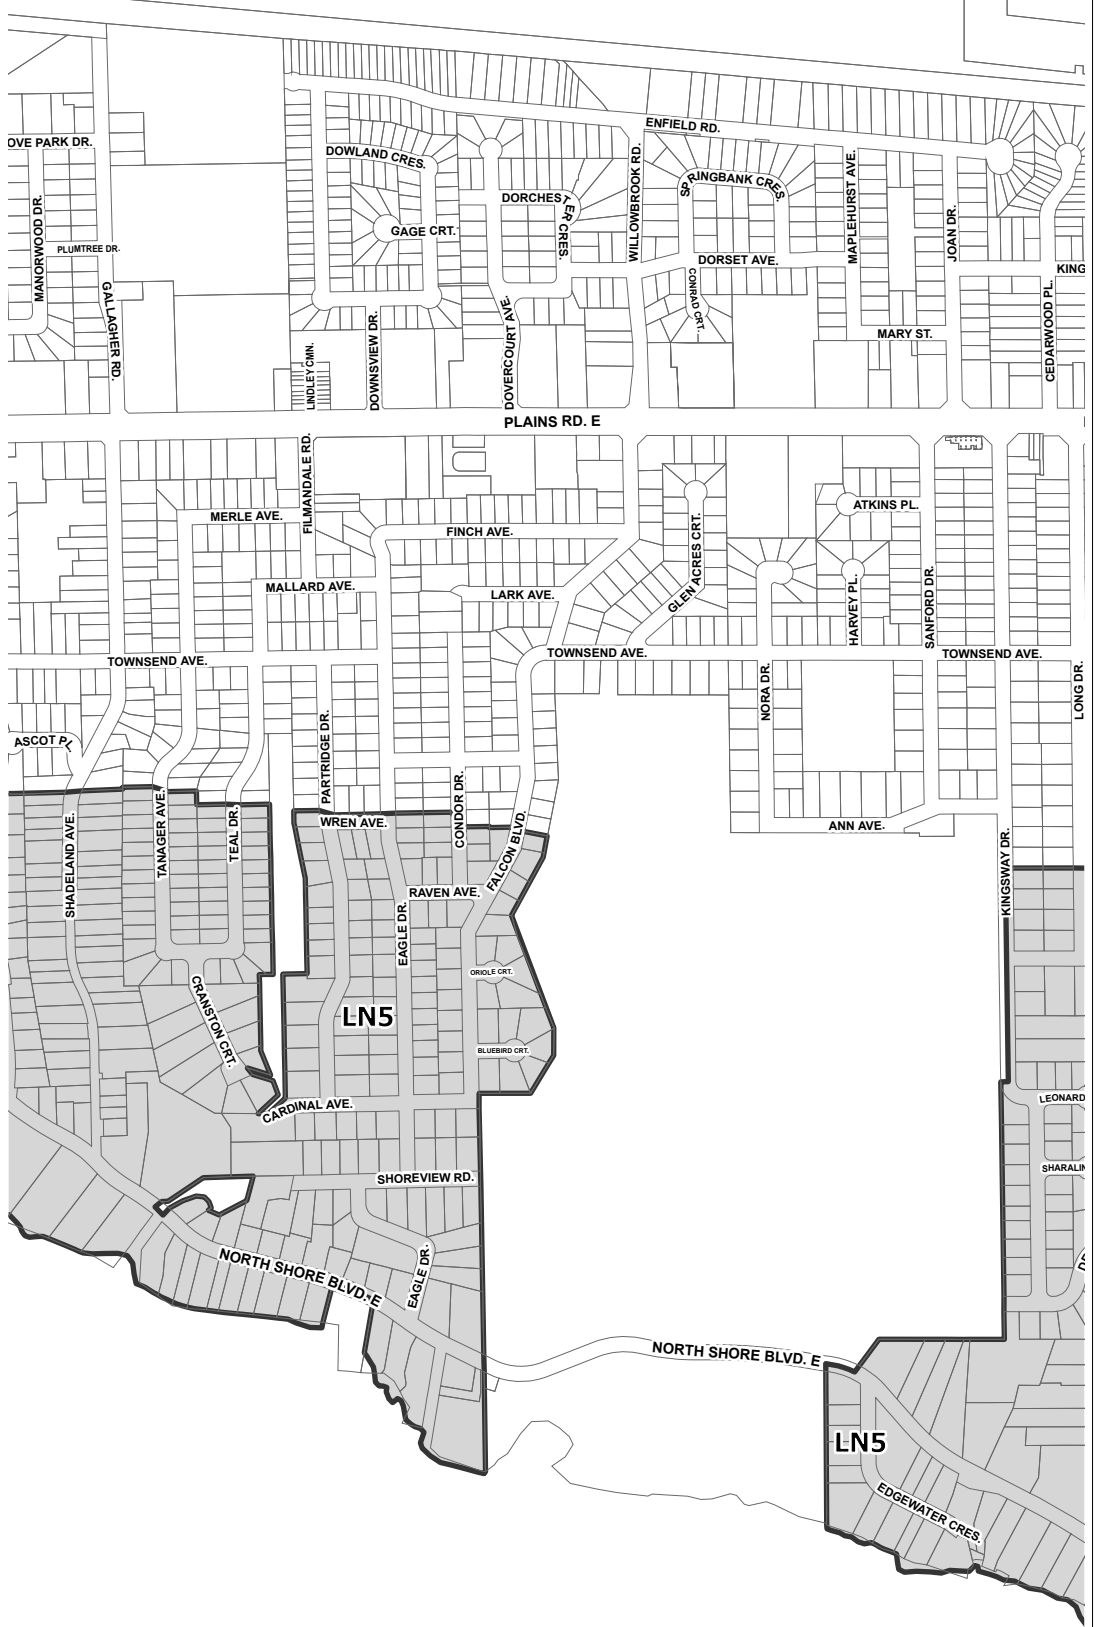 ENFIELD RD.
OVE PARK DR.
DOWLAND CRES.
WILLOWBROOK RD.
SPRINGBANK CRES.
MAPLEHURST AVE.
DORCHESTER CRES.
MANORWOOD DR.
GAGE CRT.
JOAN DR.
PLUMTREE DR.
DORSET AVE.
KING
GALLAGHER RD.
CONRAD CRT.
CEDARWOOD PL.
DOVERCOURT AVE.
DOWNSVIEW DR.
LINDLEY CMN.
MARY ST.
PLAINS RD. E
FILMANDALE RD.
MERLE AVE.
FINCH AVE.
GLEN ACRES CRT.
ATKINS PL.
MALLARD AVE.
LARK AVE.
HARVEY PL.
SANFORD DR.
TOWNSEND AVE.
TOWNSEND AVE.
TOWNSEND AVE.
NORA DR.
LONG DR.
ASCOT PL
PARTRIDGE DR.
TANAGER AVE.
TEAL DR.
SHADELAND AVE.
WREN AVE.
CONDOR DR.
FALCON BLVD.
ANN AVE.
KINGSWAY DR.
RAVEN AVE.
EAGLE DR.
ORIOLE CRT.
CRANSTON CRT.
LN5
BLUEBIRD CRT.
CARDINAL AVE.
LEONARD
SHARALIN
SHOREVIEW RD.
NORTH SHORE BLVD. E
EAGLE DR.
DR
NORTH SHORE BLVD. E
LN5
EDGEWATER CRES.